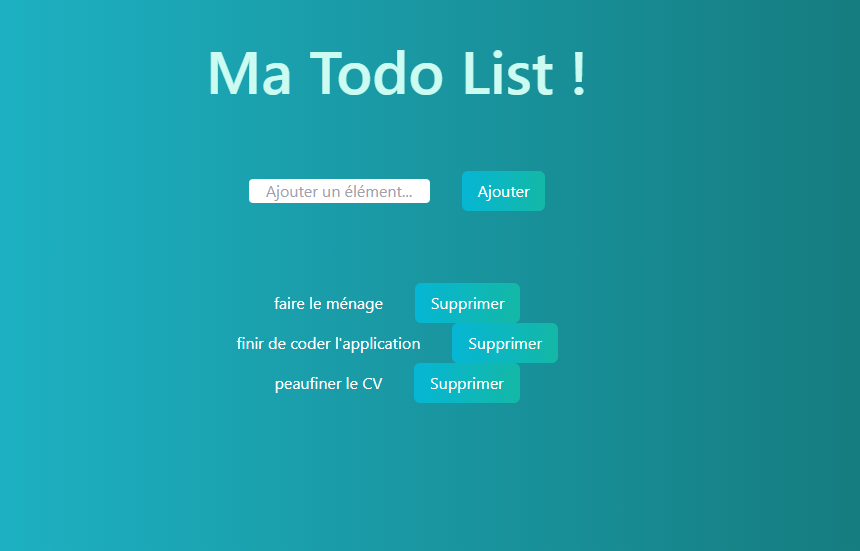 Ma Todo List !
Ajouter un élément... Ajouter
faire le ménage Supprimer
finir de coder l'application Supprimer
peaufiner le CV Supprimer